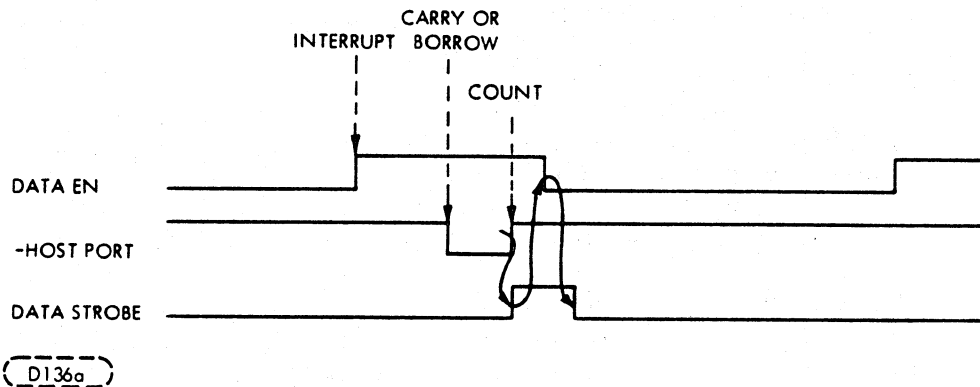 CARRY OR
INTERRUPT BORROW
COUNT
DATA EN
-HOST PORT
DATA STROBE
D136a